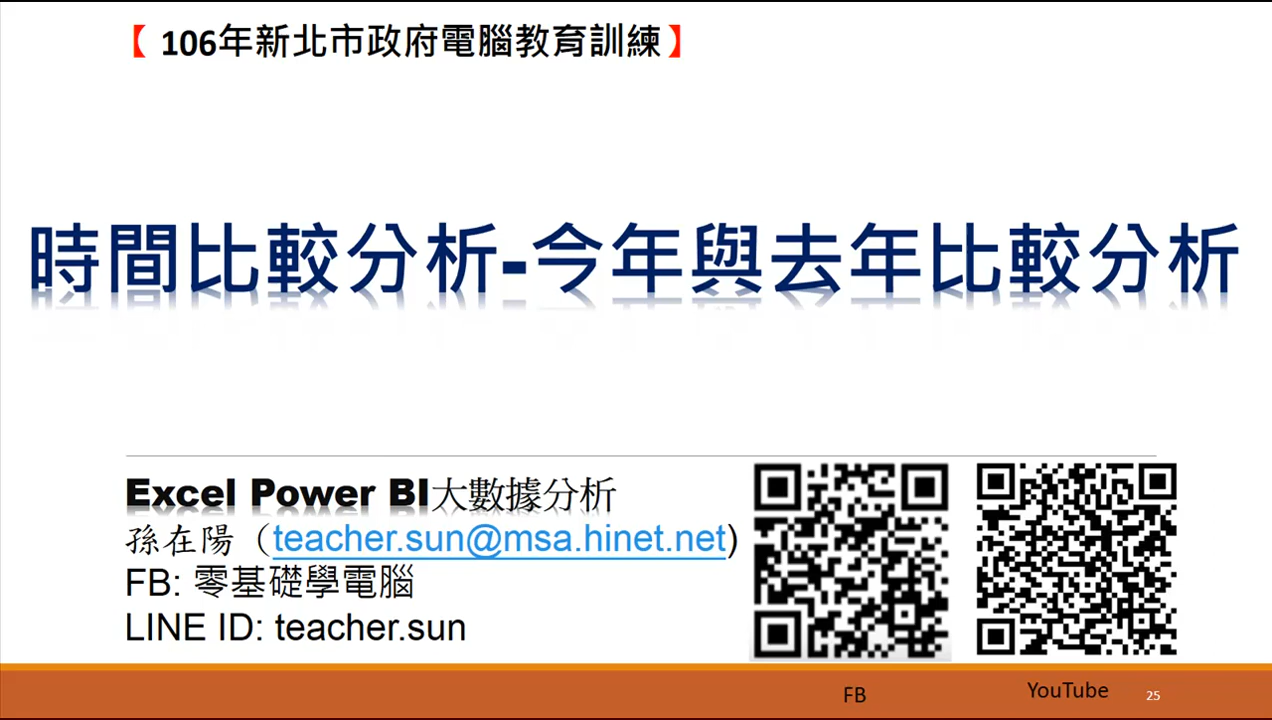 【 106年新北市政府電腦教育訓練】
時間比較分析-今年與去年比較分析
Excel Power BI大數據分析
孫在陽（teacher.sun@msa.hinet.net)
FB: 零基礎學電腦
LINE ID: teacher.sun
FB
YouTube
25